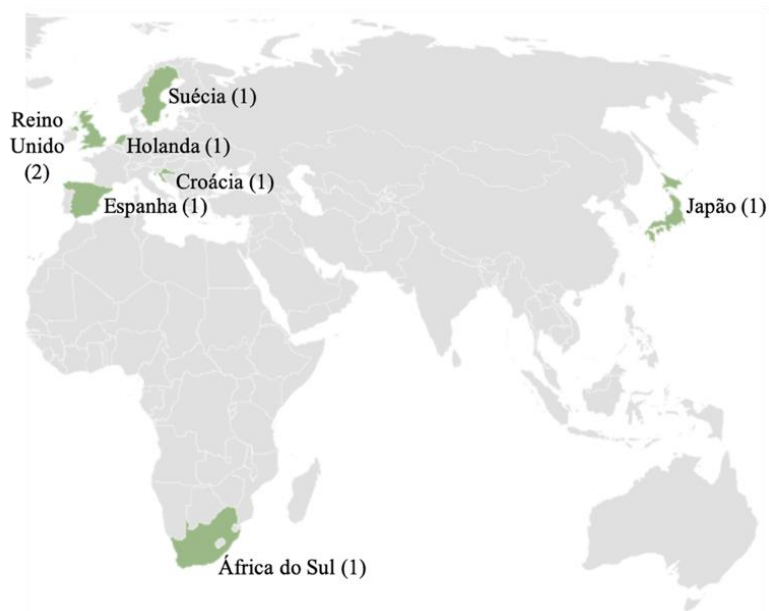 Suécia (1)
Reino
Unido
(2)
Holanda (1)
Croácia (1)
Espanha (1)
Japão (1)
África do Sul (1)